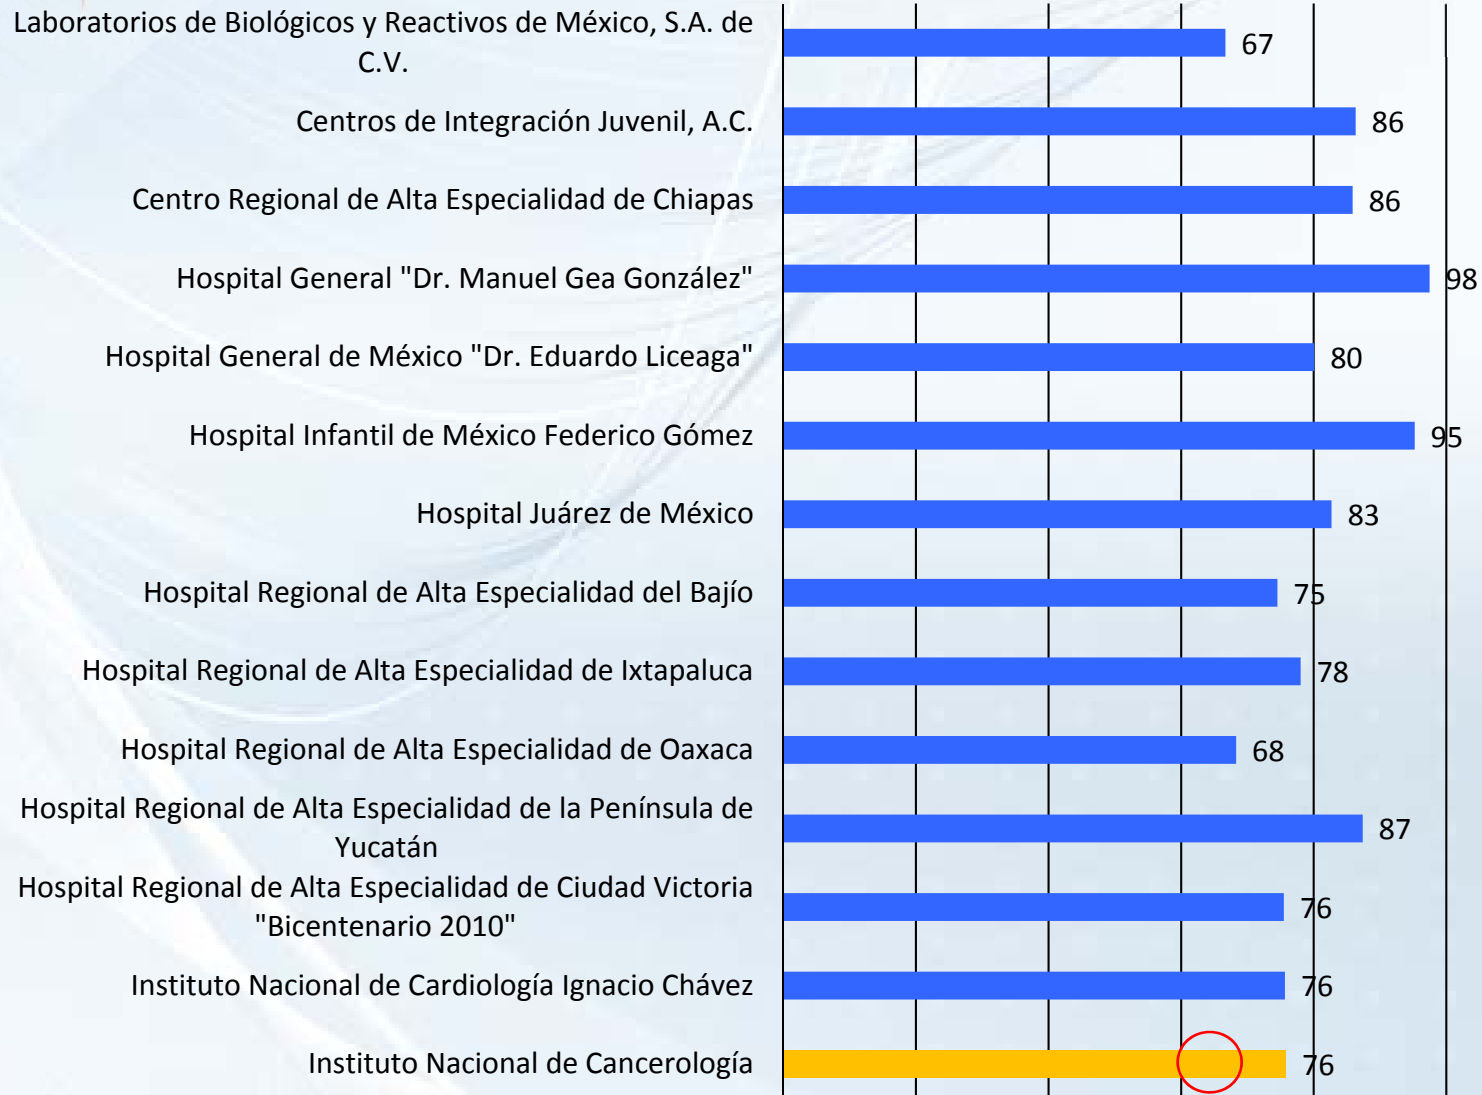 Laboratorios de Biológicos y Reactivos de México, S.A. de
C.V.
67
Centros de Integración Juvenil, A.C.
86
Centro Regional de Alta Especialidad de Chiapas
86
Hospital General "Dr. Manuel Gea González"
98
Hospital General de México "Dr. Eduardo Liceaga"
80
Hospital Infantil de México Federico Gómez
95
Hospital Juárez de México
83
Hospital Regional de Alta Especialidad del Bajío
75
Hospital Regional de Alta Especialidad de Ixtapaluca
78
Hospital Regional de Alta Especialidad de Oaxaca
68
Hospital Regional de Alta Especialidad de la Península de
Yucatán
87
Hospital Regional de Alta Especialidad de Ciudad Victoria
"Bicentenario 2010"
76
Instituto Nacional de Cardiología Ignacio Chávez
76
Instituto Nacional de Cancerología
76